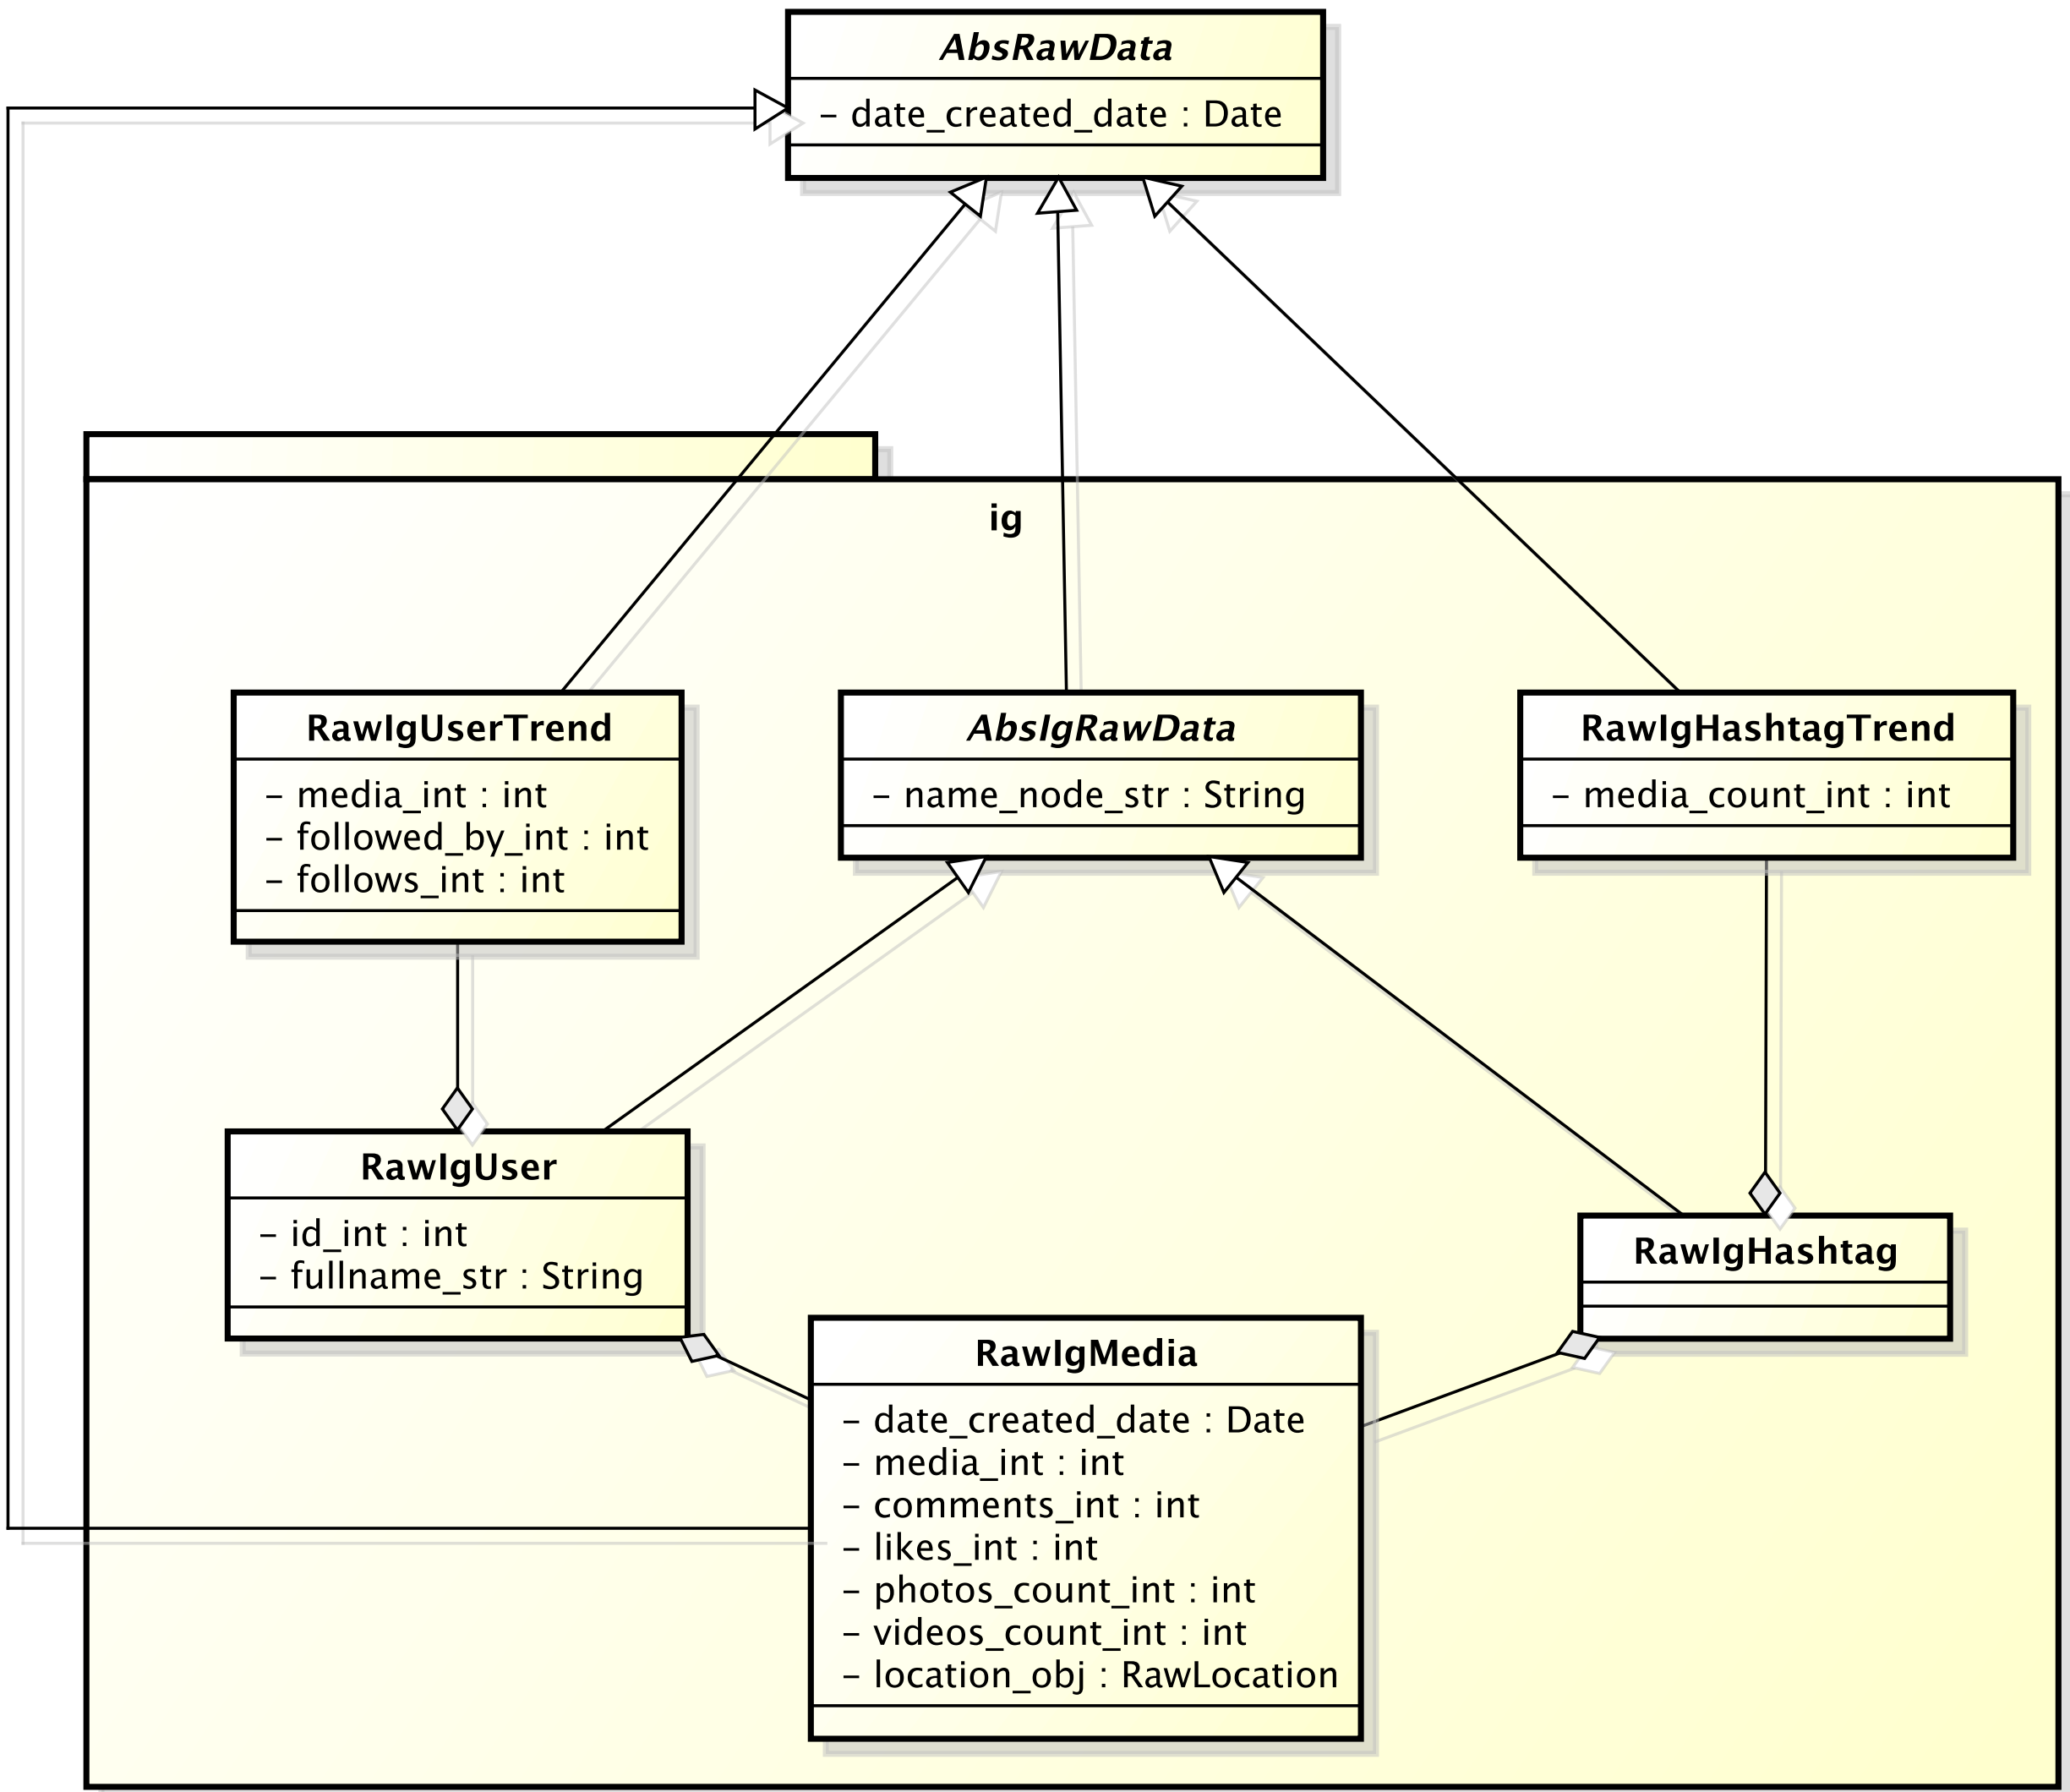 AbsRawData
- date_created_date : Date
ig
RawIgUserTrend
- media_int : int
- followed_by_int : int
- follows_int : int
AbsIgRawData
- name_node_str : String
RawIgHashtagTrend
- media_count_int : int
RawIgUser
- id_int : int
- fullname_str : String
RawIgHashtag
RawIgMedia
- date_created_date : Date
- media_int : int
- comments_int : int
- likes_int : int
- photos_count_int : int
- videos_count_int : int
- location_obj : RawLocation